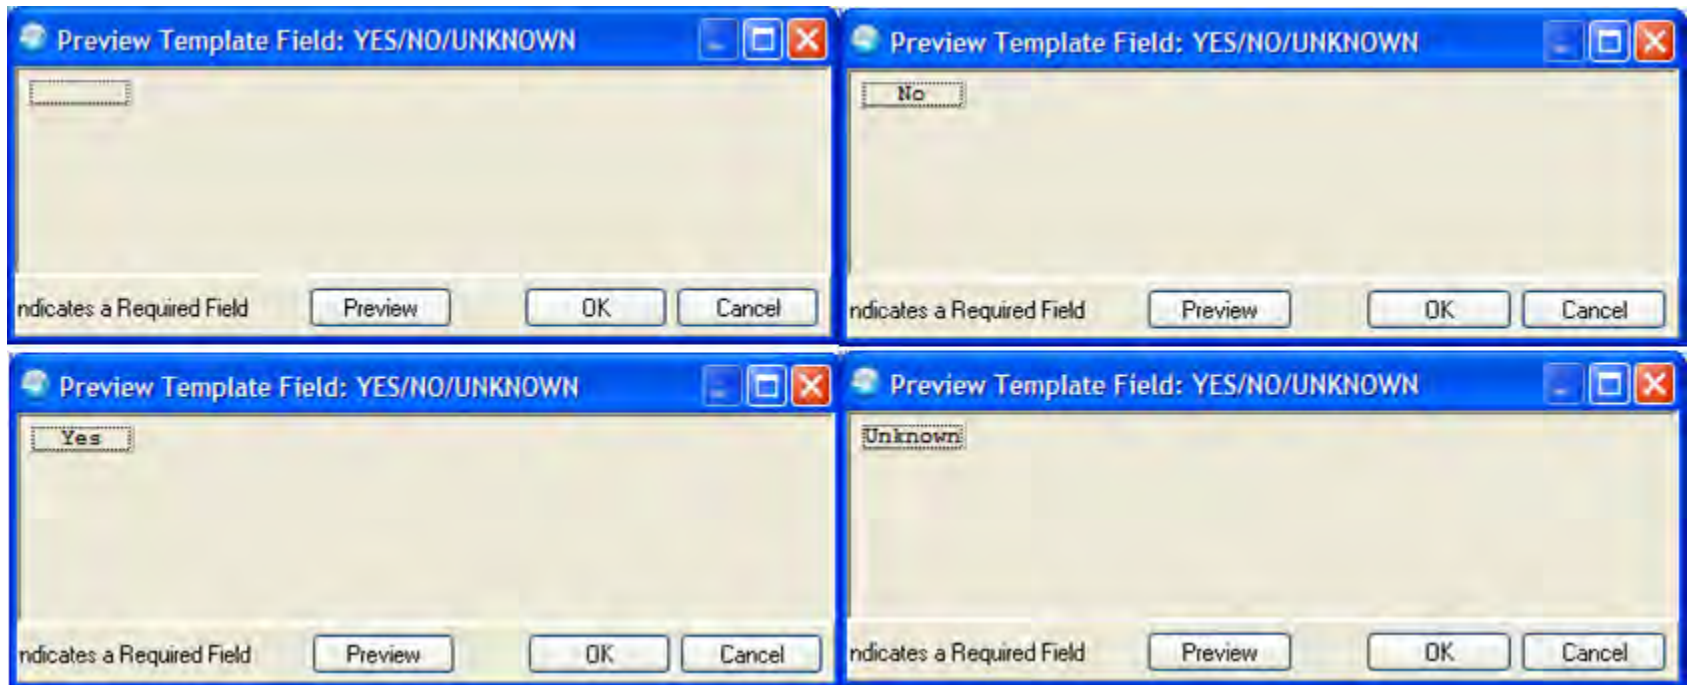 Preview Template Field: YES/NO/UNKNOWN
ndicates a Required Field Preview OK Cancel
Preview Template Field: YES/NO/UNKNOWN
No
ndicates a Required Field Preview OK Cancel
Preview Template Field: YES/NO/UNKNOWN
Yes
ndicates a Required Field Preview OK Cancel
Preview Template Field: YES/NO/UNKNOWN
Unknown
ndicates a Required Field Preview OK Cancel